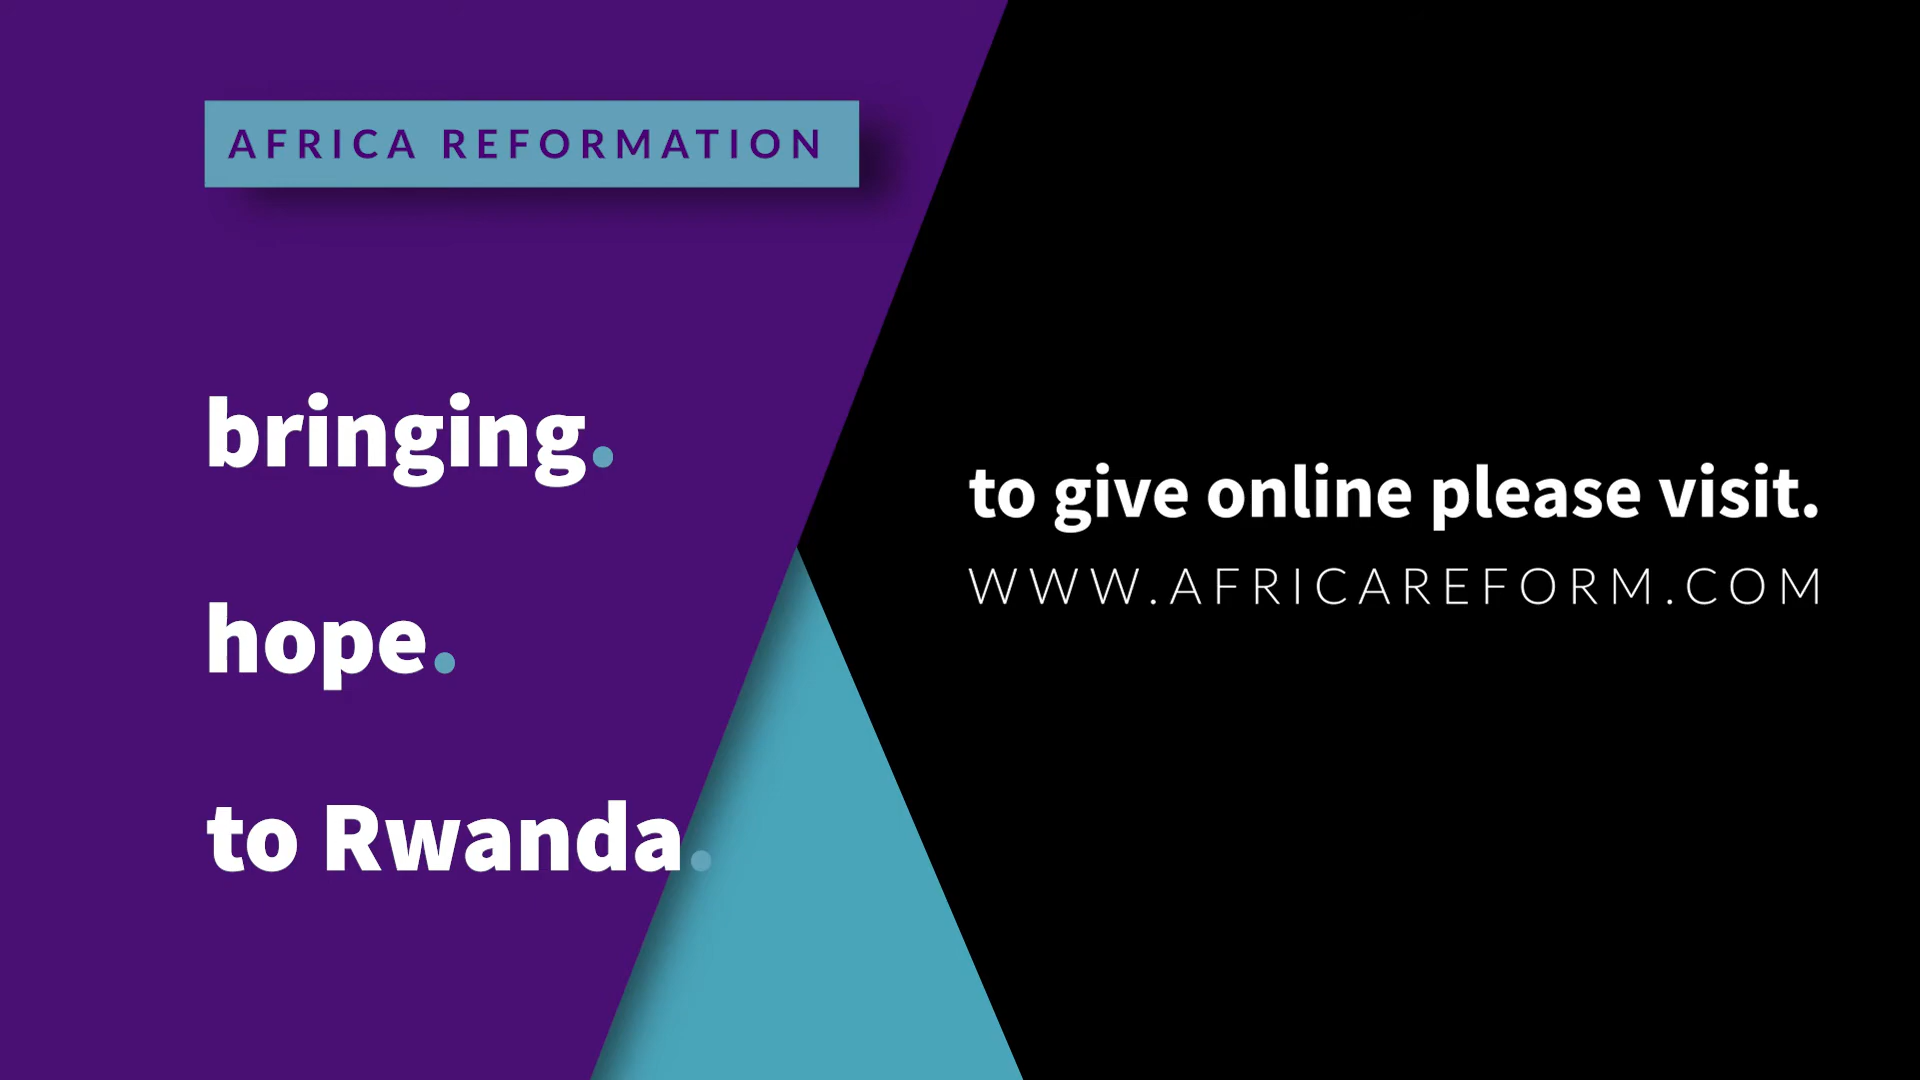 AFRICA REFORMATION
bringing.
hope.
to Rwanda.
to give online please visit.
WWW.AFRICAREFORM.COM